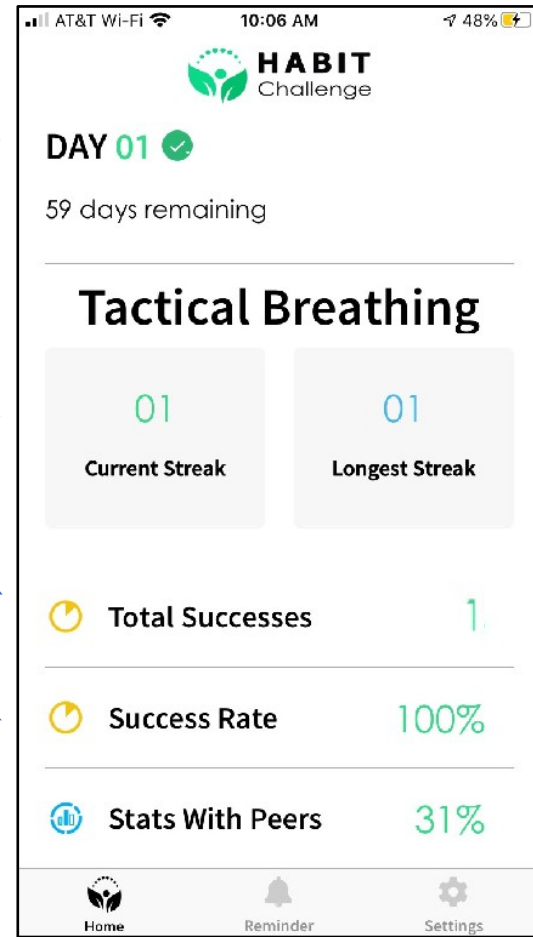 AT&T Wi-Fi 10:06 AM 48%
HABIT
Challenge
DAY 01
59 days remaining
Tactical Breathing
01 01
Current Streak Longest Streak
Total Successes 1
Success Rate 100%
Stats With Peers 31%
Home Reminder Settings